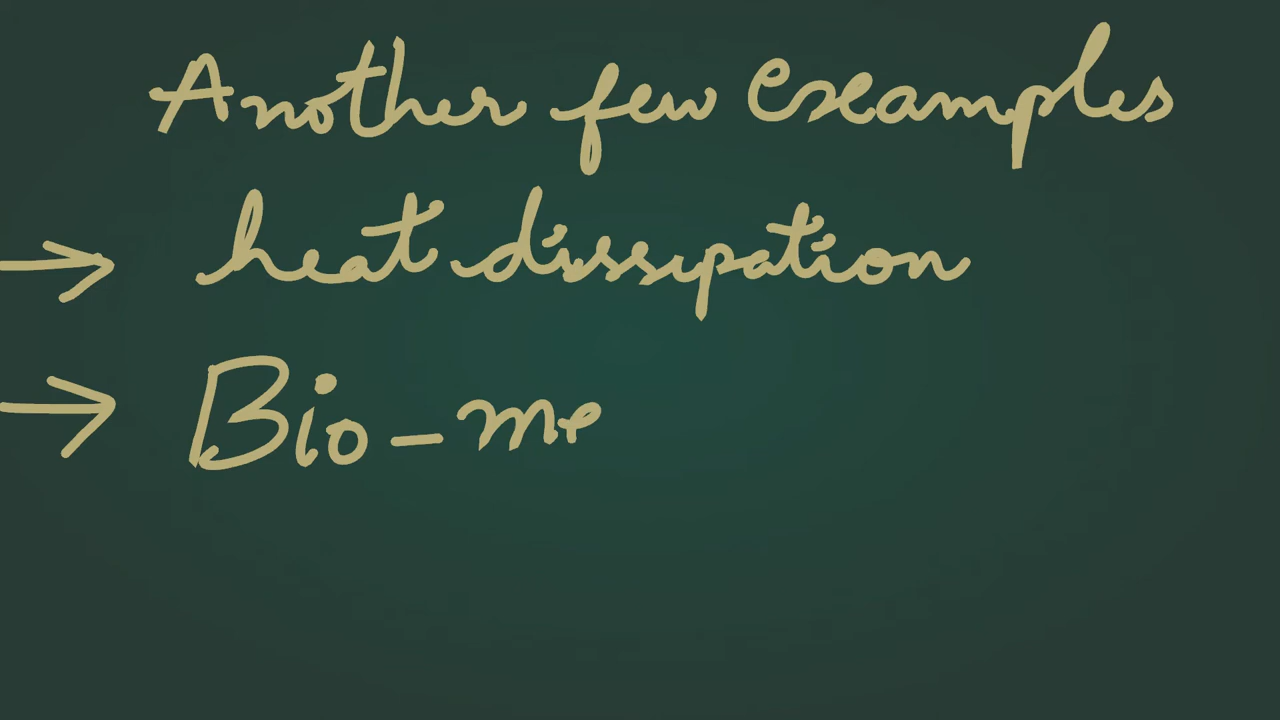 Another few examples
→ heat dissipation
→ Bio-me